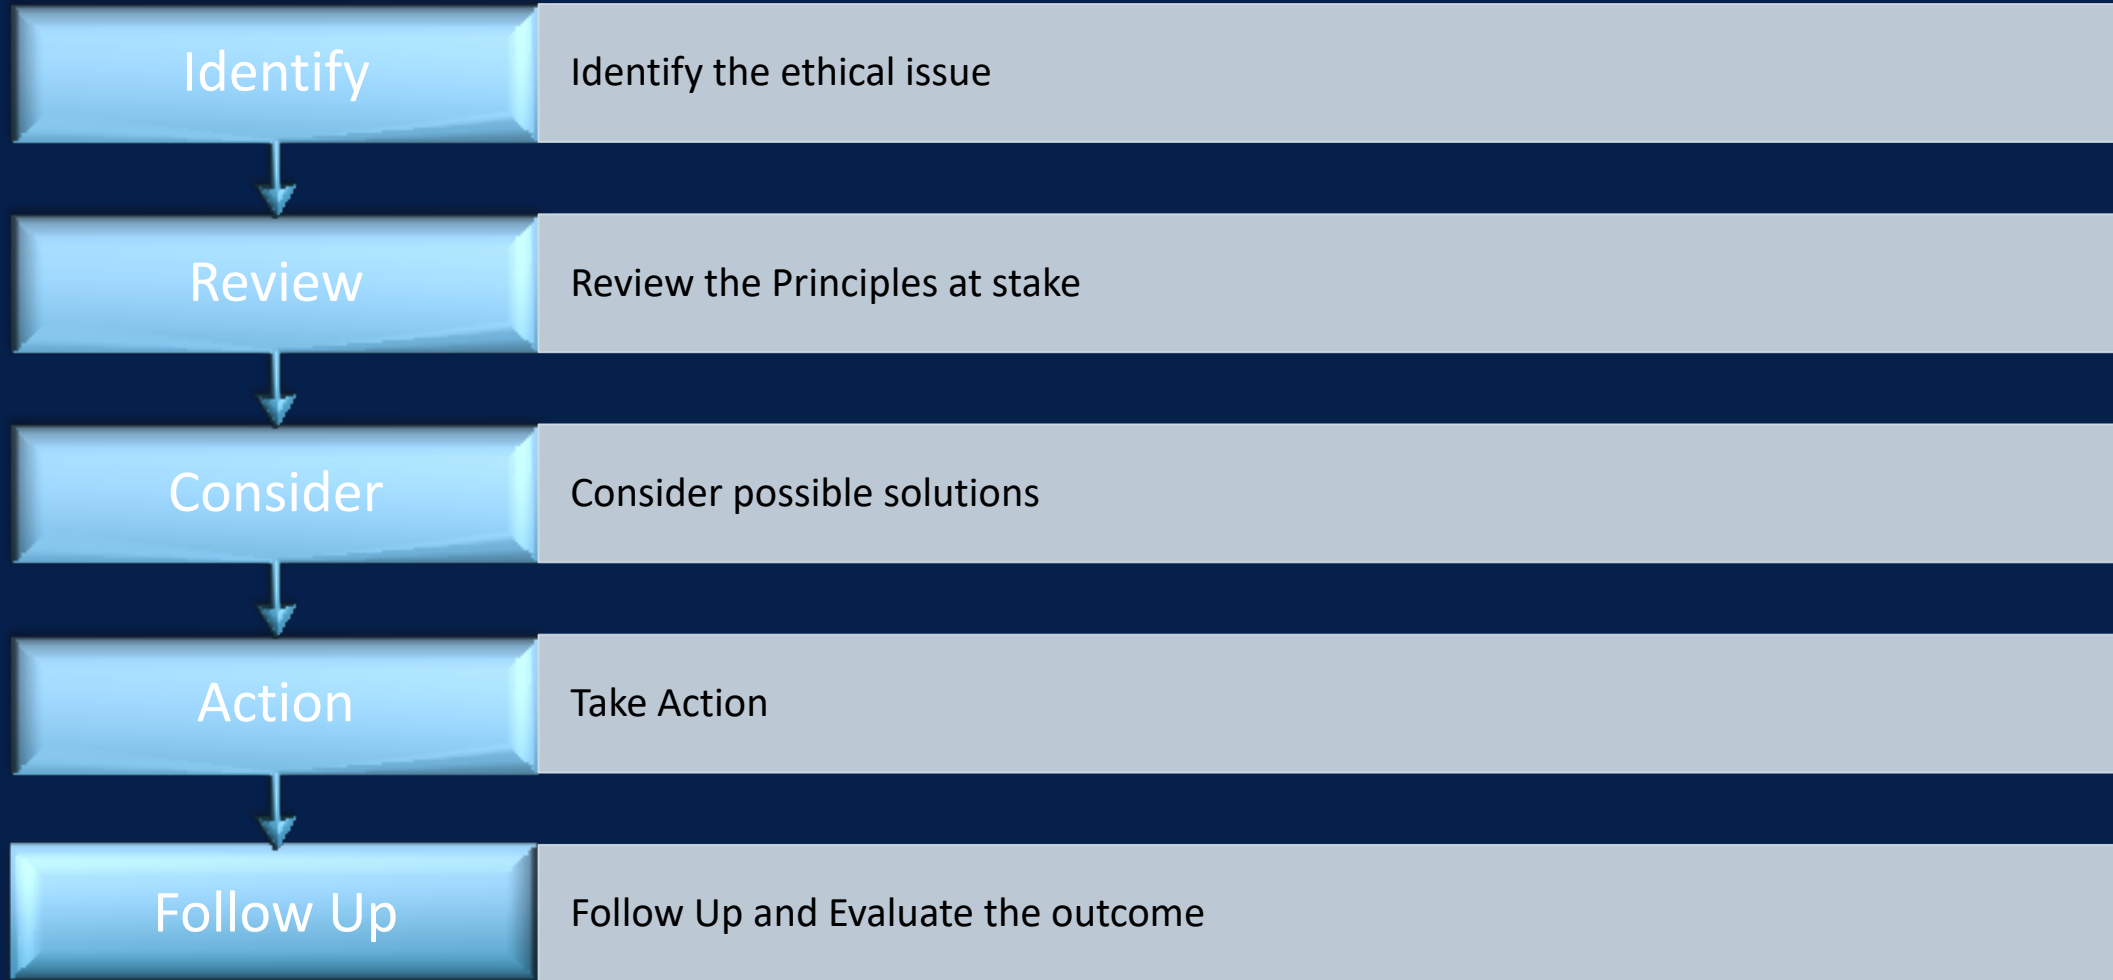 Identify
Identify the ethical issue
Review
Review the Principles at stake
Consider
Consider possible solutions
Action
Take Action
Follow Up
Follow Up and Evaluate the outcome